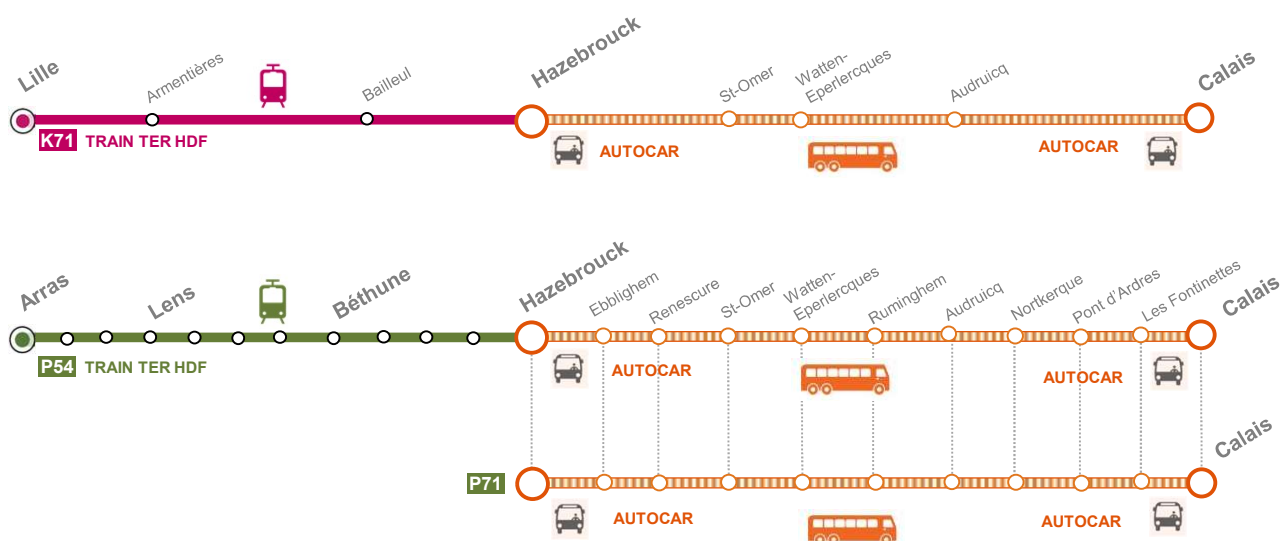 Lille
Armentières
Bailleul
Hazebrouck
St-Omer
Watten-
Eperlercques
Audruicq
Calais
K71 TRAIN TER HDF
AUTOCAR
AUTOCAR
Arras
Lens
Béthune
Hazebrouck
Ebblighem
Renescure
St-Omer
Watten-
Eperlercques
Ruminghem
Audruicq
Nortkerque
Pont d'Ardres
Les Fontinettes
Calais
P54 TRAIN TER HDF
AUTOCAR
AUTOCAR
Calais
P71
AUTOCAR
AUTOCAR